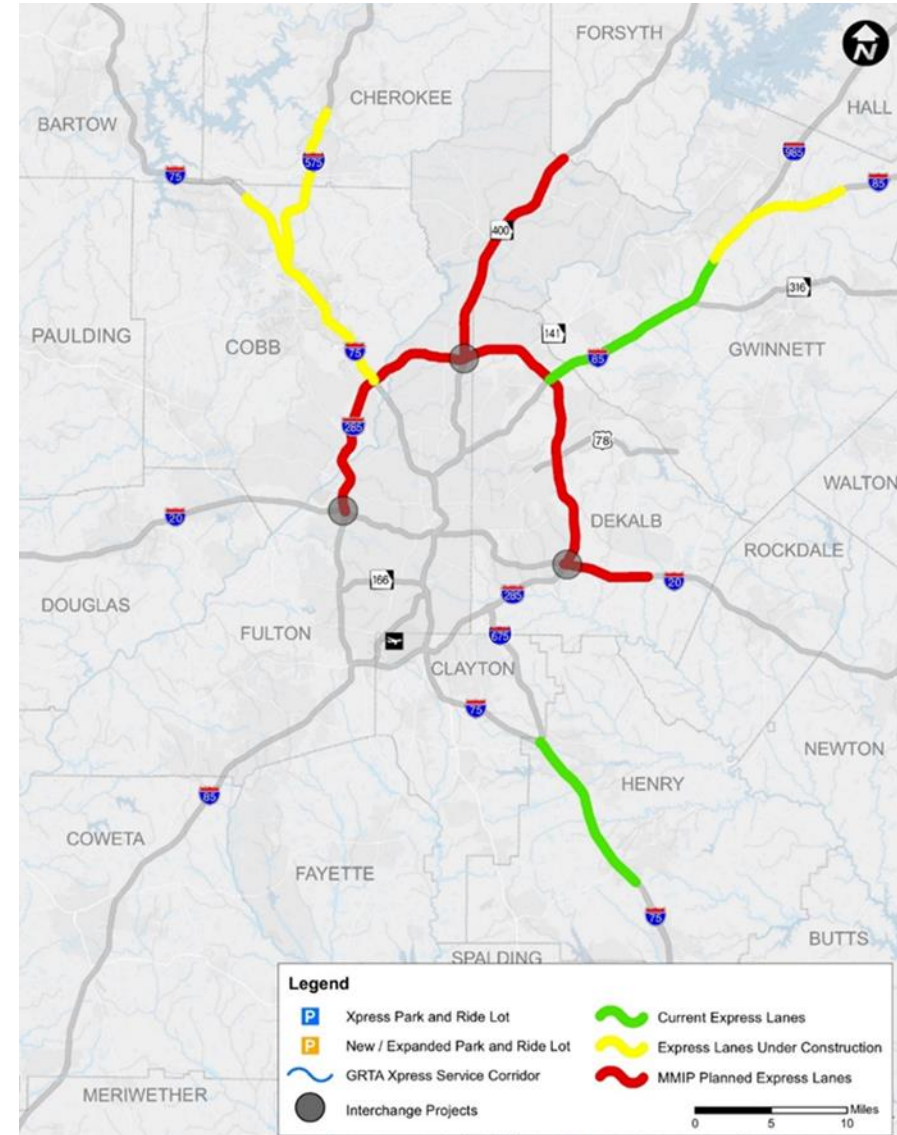 FORSYTH
N
CHEROKEE
HALL
BARTOW
575
985
75
85
400
316
PAULDING
141
COBB
75
85
GWINNETT
285
78
WALTON
20
DEKALB
ROCKDALE
166
20
285
DOUGLAS
FULTON
675
CLAYTON
75
NEWTON
HENRY
85
COWETA
FAYETTE
75
BUTTS
SPALDING
MERIWETHER
Legend
P Xpress Park and Ride Lot
P New / Expanded Park and Ride Lot
GRTA Xpress Service Corridor
Interchange Projects
Current Express Lanes
Express Lanes Under Construction
MMIP Planned Express Lanes
Miles
0 5 10